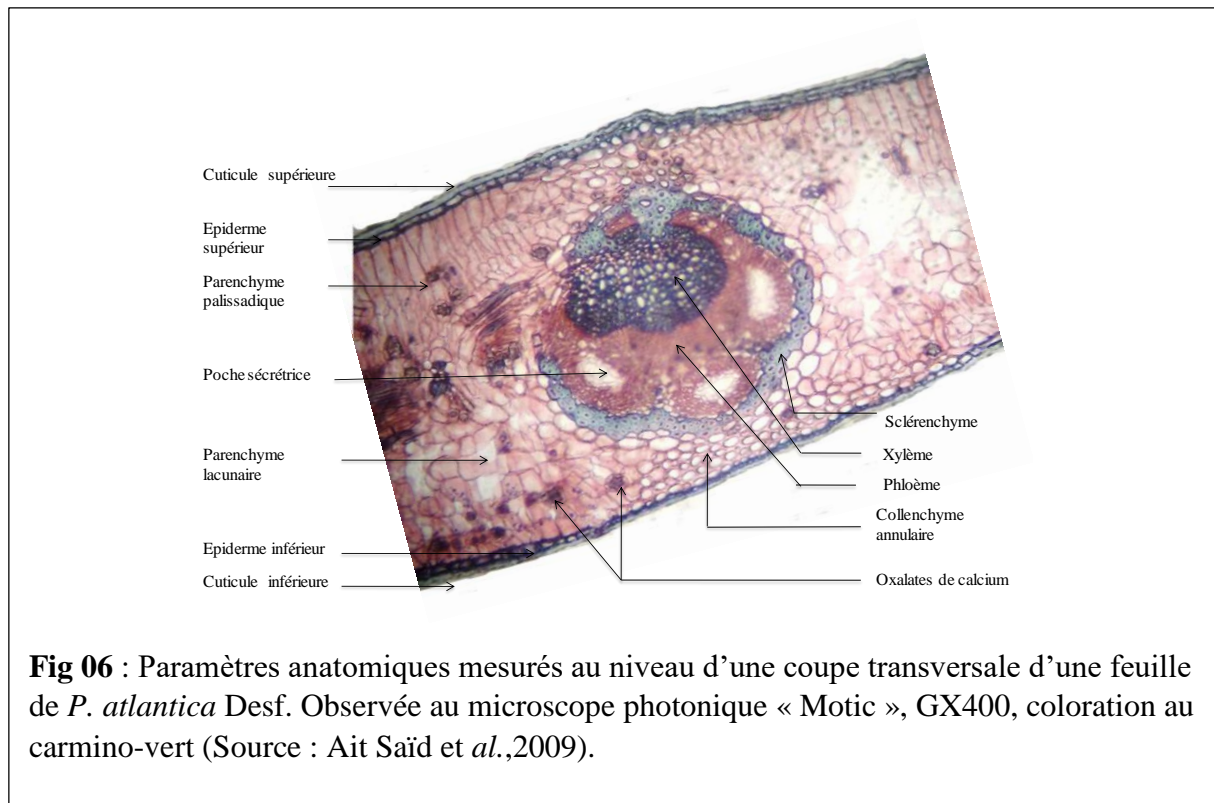 Cuticule supérieure
Epiderme
supérieur
Parenchyme
palissadique
Poche sécrétrice
Parenchyme
lacunaire
Epiderme inférieur
Cuticule inférieure
Sclérenchyme
Xylème
Phloème
Collenchyme
annulaire
Oxalates de calcium
Fig 06 : Paramètres anatomiques mesurés au niveau d’une coupe transversale d’une feuille
de P. atlantica Desf. Observée au microscope photonique « Motic », GX400, coloration au
carmino-vert (Source : Ait Saïd et al.,2009).